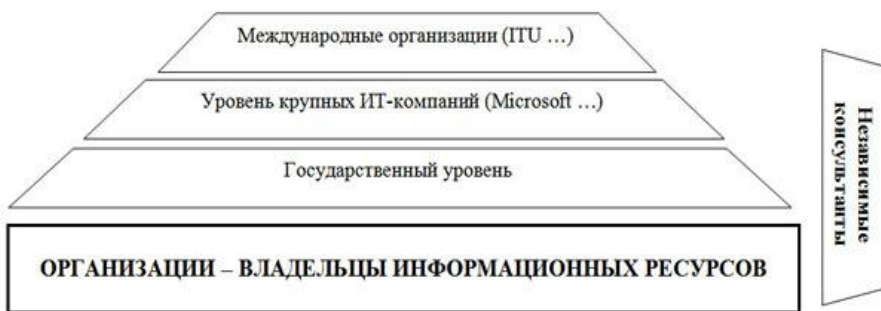 Международные организации (ITU …)
Уровень крупных ИТ-компаний (Microsoft …)
Государственный уровень
ОРГАНИЗАЦИИ – ВЛАДЕЛЬЦЫ ИНФОРМАЦИОННЫХ РЕСУРСОВ
Независимые
консультанты